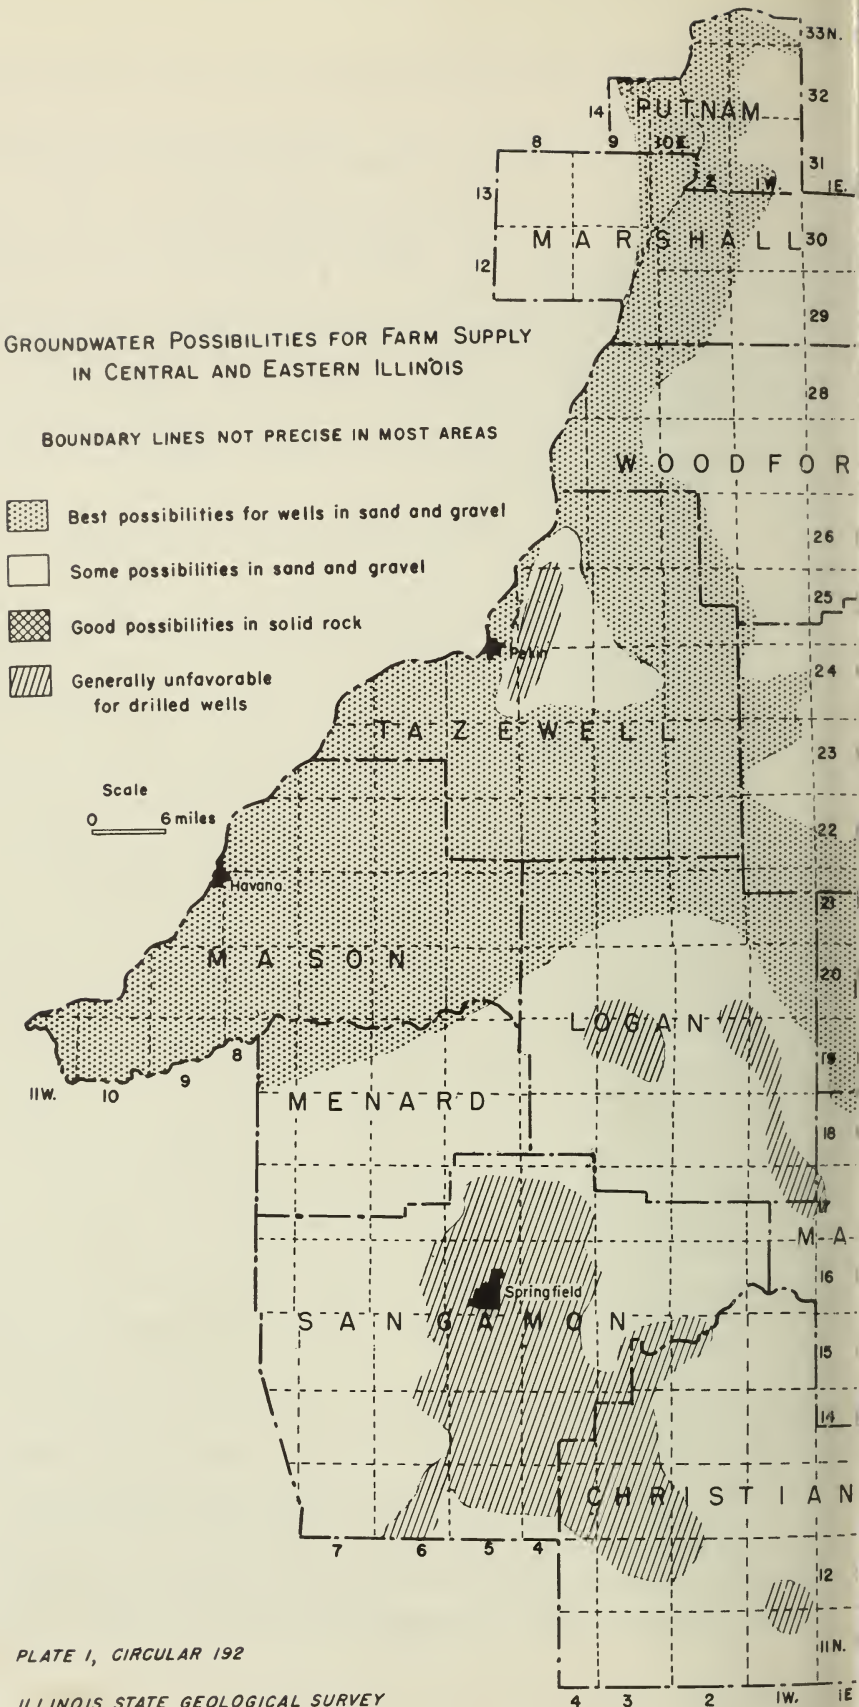 33N.
32
PUTNAM
14
8 9 10E.
31
2 1W. 1E.
13
MARSHALL 30
12
29
GROUNDWATER POSSIBILITIES FOR FARM SUPPLY
IN CENTRAL AND EASTERN ILLINOIS
28
BOUNDARY LINES NOT PRECISE IN MOST AREAS
WOODFOR
Best possibilities for wells in sand and gravel
26
Some possibilities in sand and gravel
25
Good possibilities in solid rock
Pekin
24
Generally unfavorable
for drilled wells
TAZEWELL
23
Scale
0 6 miles
22
Havana
21
MASON
20
LOGAN
19
8
9
10
11W.
MENARD
18
17
MA
16
Springfield
SANGAMON
15
14
CHRISTIAN
7 6 5 4
12
11N.
PLATE 1, CIRCULAR 192
4 3 2 1W. 1E
ILLINOIS STATE GEOLOGICAL SURVEY